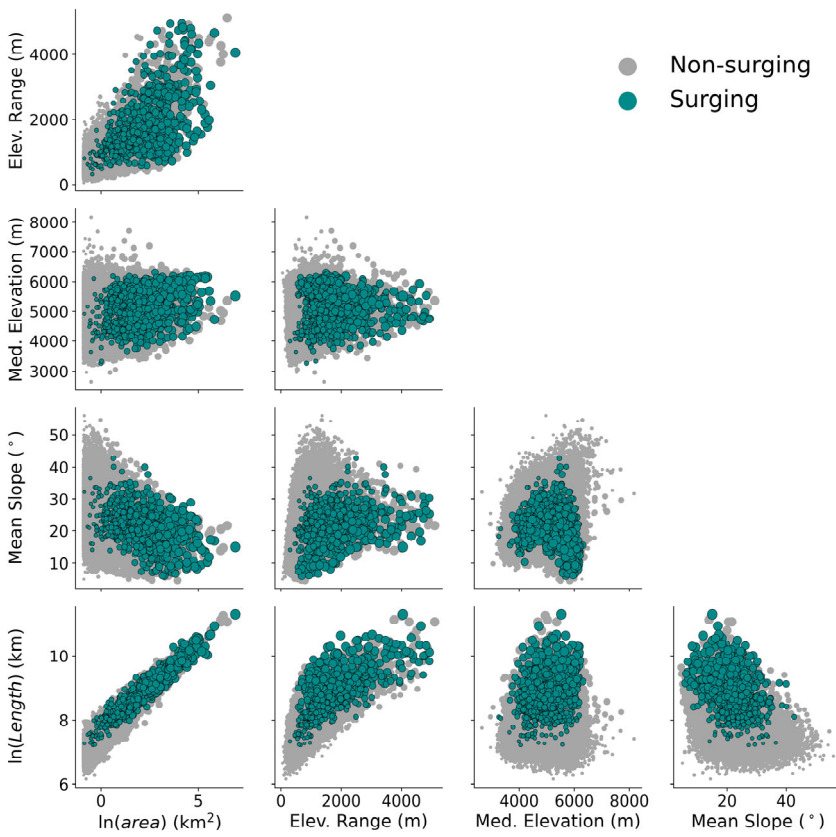 Elev. Range (m)
4000
2000
0
Non-surging
Surging
Med. Elevation (m)
8000
7000
6000
5000
4000
3000
Mean Slope (°)
50
40
30
20
10
ln(Length) (km)
10
8
6
0
5
ln(area) (km²)
0
2000
4000
Elev. Range (m)
4000
6000
8000
Med. Elevation (m)
20
40
Mean Slope (°)